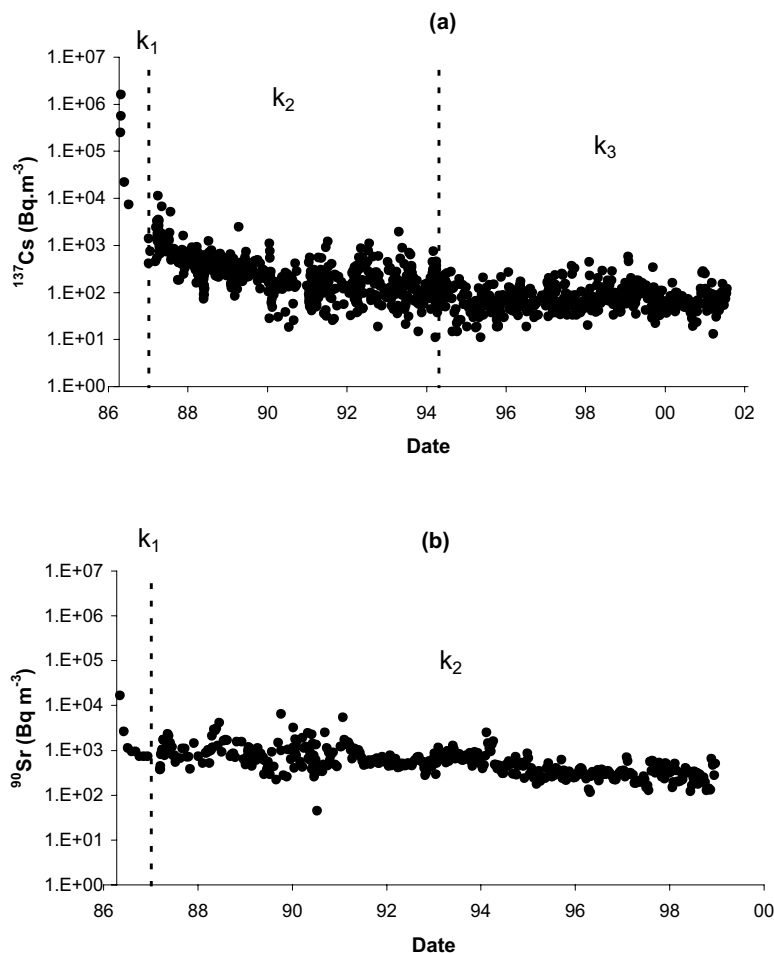 (a)
k₁
k₂
k₃
1.E+07
1.E+06
1.E+05
1.E+04
1.E+03
1.E+02
1.E+01
1.E+00
¹³⁷Cs (Bq.m⁻³)
86 88 90 92 94 96 98 00 02
Date
(b)
k₁
k₂
1.E+07
1.E+06
1.E+05
1.E+04
1.E+03
1.E+02
1.E+01
1.E+00
⁹⁰Sr (Bq m⁻³)
86 88 90 92 94 96 98 00
Date